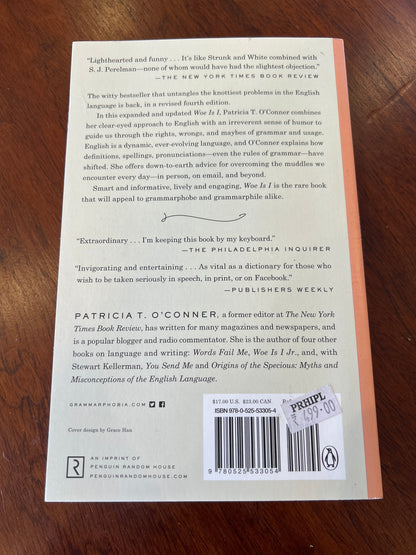 “Lighthearted and funny . . . It’s like Strunk and White combined with
S. J. Perelman—none of whom would have had the slightest objection.”
—THE NEW YORK TIMES BOOK REVIEW
The witty bestseller that untangles the knottiest problems in the English
language is back, in a revised fourth edition.
In this expanded and updated Woe Is I, Patricia T. O’Conner combines
her clear-eyed approach to English with an irreverent sense of humor to
guide us through the rights, wrongs, and maybes of grammar and usage.
English is a dynamic, ever-evolving language, and O’Conner explains how
definitions, spellings, pronunciations—even the rules of grammar—have
shifted. She offers down-to-earth advice for overcoming the muddles we
encounter every day—in person, on email, and beyond.
Smart and informative, lively and engaging, Woe Is I is the rare book
that will appeal to grammarphobe and grammarphile alike.
“Extraordinary . . . I’m keeping this book by my keyboard.”
—THE PHILADELPHIA INQUIRER
“Invigorating and entertaining . . . As vital as a dictionary for those who
wish to be taken seriously in speech, in print, or on Facebook.”
—PUBLISHERS WEEKLY
PATRICIA T. O’CONNER, a former editor at The New York
Times Book Review, has written for many magazines and newspapers, and
is a popular blogger and radio commentator. She is the author of four
other books on language and writing: Words Fail Me, Woe Is I Jr., and, with
Stewart Kellerman, You Send Me and Origins of the Specious: Myths and
Misconceptions of the English Language.
GRAMMARPHOBIA.COM
Cover design by Grace Han
R
AN IMPRINT OF
PENGUIN RANDOM HOUSE
PENGUINRANDOMHOUSE.COM
$17.00 U.S. $23.00 CAN.
ISBN 978-0-525-53305-4
PRHIPL
₹ 499.00
9 780525 533054